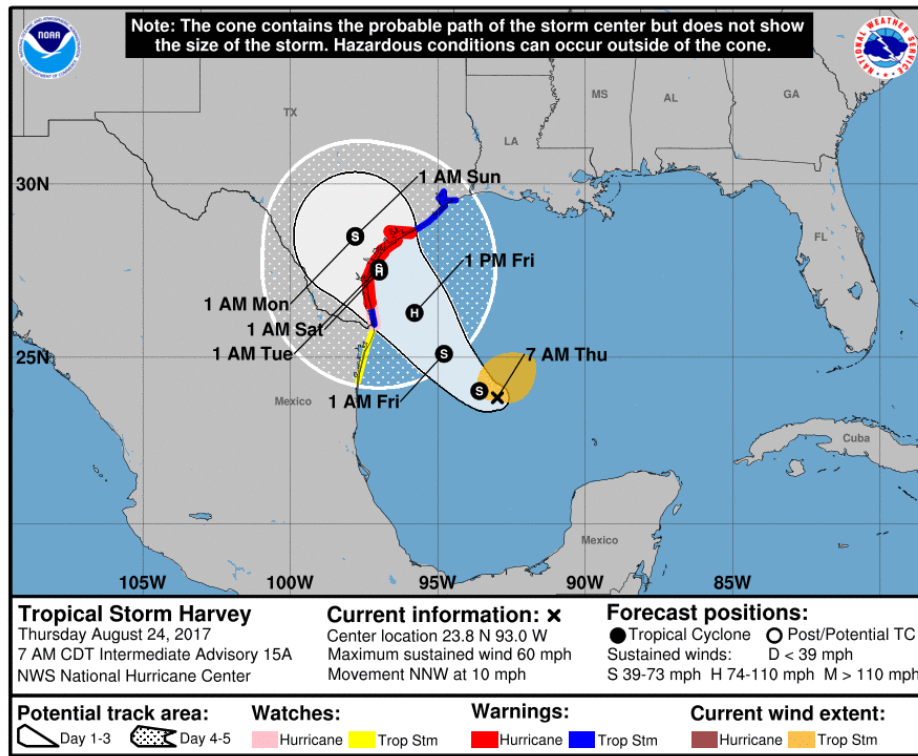 Note: The cone contains the probable path of the storm center but does not show
the size of the storm. Hazardous conditions can occur outside of the cone.
NOAA
NATIONAL WEATHER SERVICE
TX
MS
AL
GA
LA
30N
1 AM Sun
FL
1 PM Fri
1 AM Mon
S
H
1 AM Sat
1 AM Tue
25N
S
7 AM Thu
S
Mexico
1 AM Fri
Cuba
Mexico
105W
100W
95W
90W
85W
Tropical Storm Harvey
Thursday August 24, 2017
7 AM CDT Intermediate Advisory 15A
NWS National Hurricane Center
Current information: x
Center location 23.8 N 93.0 W
Maximum sustained wind 60 mph
Movement NNW at 10 mph
Forecast positions:
Tropical Cyclone Post/Potential TC
Sustained winds: D < 39 mph
S 39-73 mph H 74-110 mph M > 110 mph
Potential track area:
Day 1-3 Day 4-5
Watches:
Hurricane Trop Stm
Warnings:
Hurricane Trop Stm
Current wind extent:
Hurricane Trop Stm